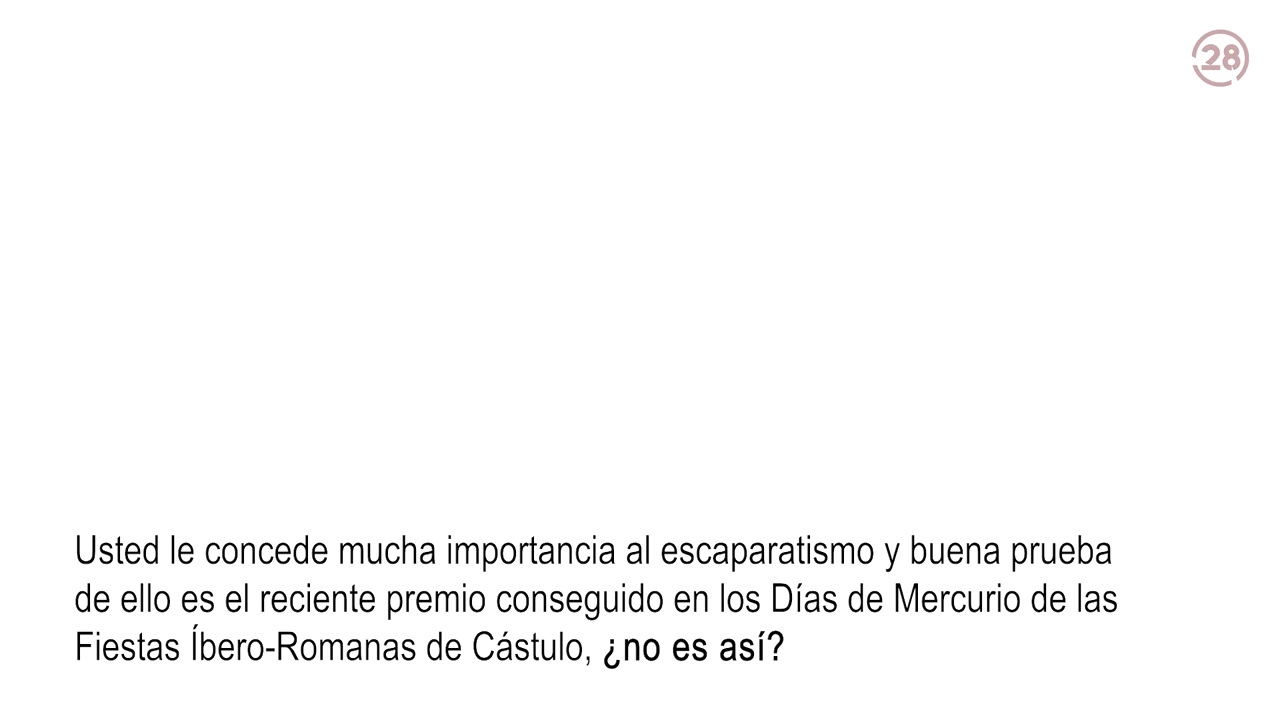 28
Usted le concede mucha importancia al escaparatismo y buena prueba
de ello es el reciente premio conseguido en los Días de Mercurio de las
Fiestas Íbero-Romanas de Cástulo, ¿no es así?